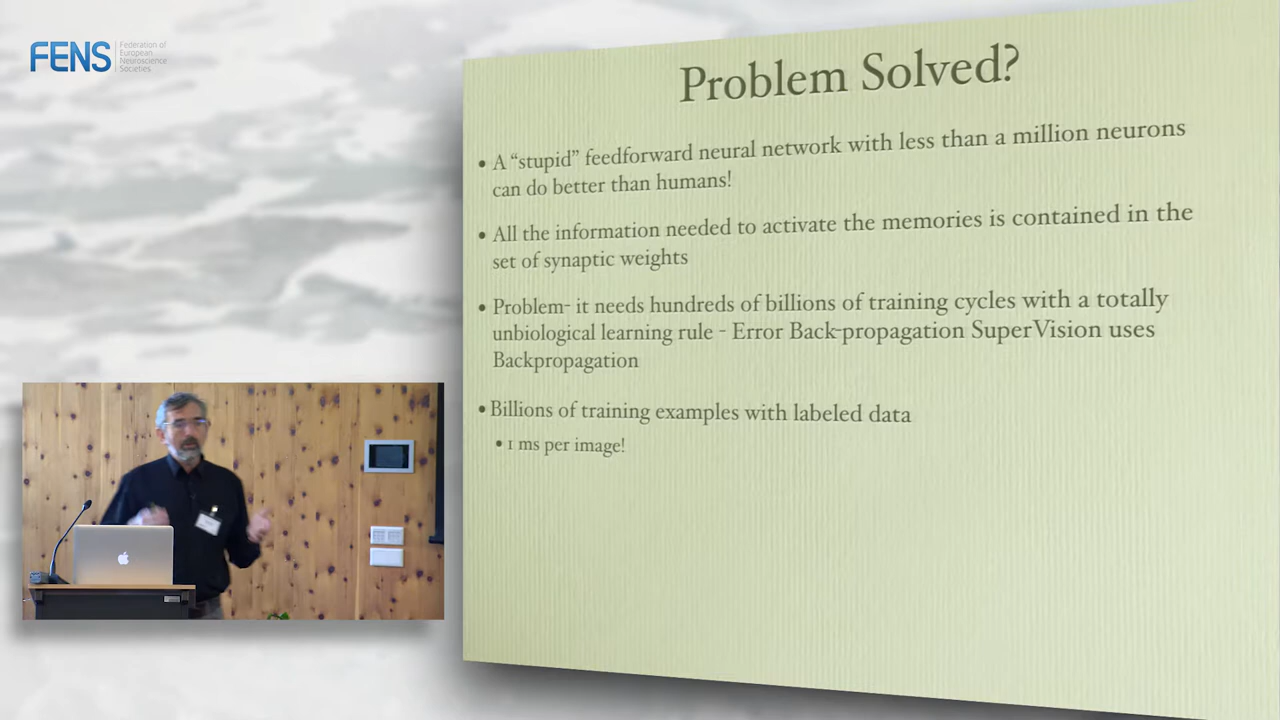 FENS
Federation of
European
Neuroscience
Societies
Problem Solved?
• A “stupid” feedforward neural network with less than a million neurons
can do better than humans!
• All the information needed to activate the memories is contained in the
set of synaptic weights
• Problem- it needs hundreds of billions of training cycles with a totally
unbiological learning rule - Error Back-propagation SuperVision uses
Backpropagation
• Billions of training examples with labeled data
• 1 ms per image!